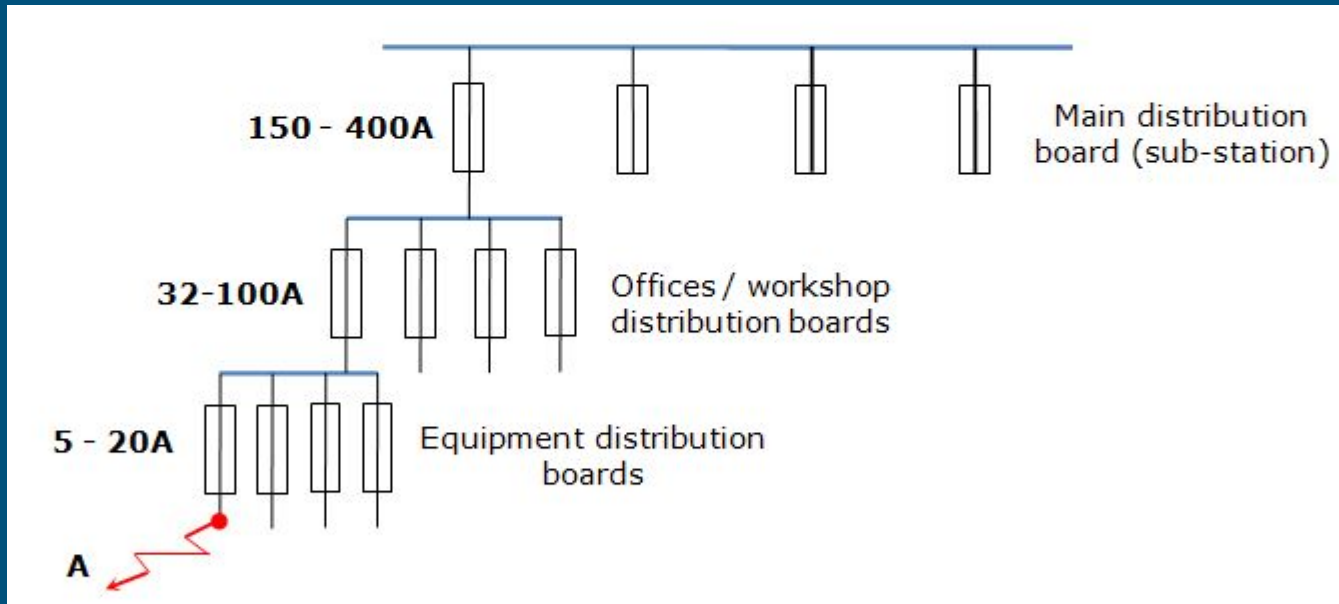 150 - 400A
Main distribution
board (sub-station)
32-100A
Offices / workshop
distribution boards
5 - 20A
Equipment distribution
boards
A